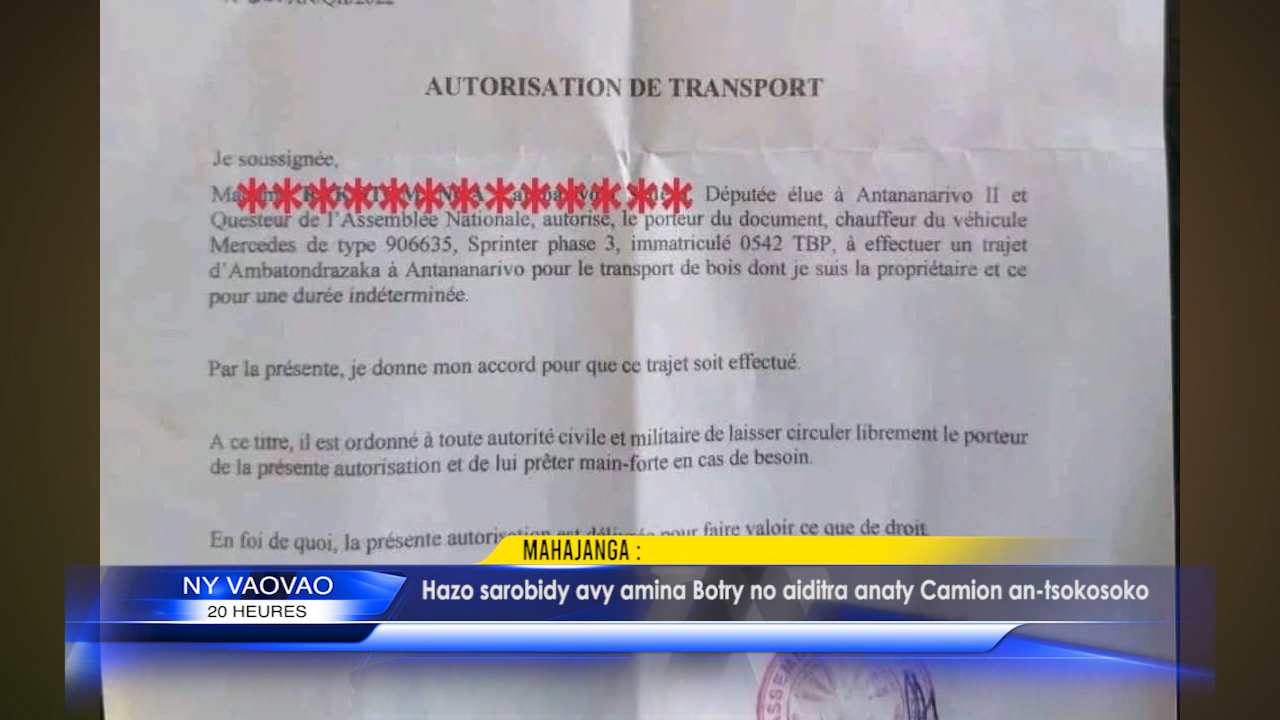 AUTORISATION DE TRANSPORT
Je soussignée,
Députée élue à Antananarivo II et
Questeur de l'Assemblée Nationale, autorise, le porteur du document, chauffeur du véhicule
Mercedes de type 906635, Sprinter phase 3, immatriculé 0542 TBP, à effectuer un trajet
d'Ambatondrazaka à Antananarivo pour le transport de bois dont je suis la propriétaire et ce
pour une durée indéterminée.
Par la présente, je donne mon accord pour que ce trajet soit effectué.
A ce titre, il est ordonné à toute autorité civile et militaire de laisser circuler librement le porteur
de la présente autorisation et de lui prêter main-forte en cas de besoin.
En foi de quoi, la présente autorisation est délivrée pour faire valoir ce que de droit
MAHAJANGA :
NY VAOVAO
20 HEURES
Hazo sarobidy avy amina Botry no aiditra anaty Camion an-tsokosoko